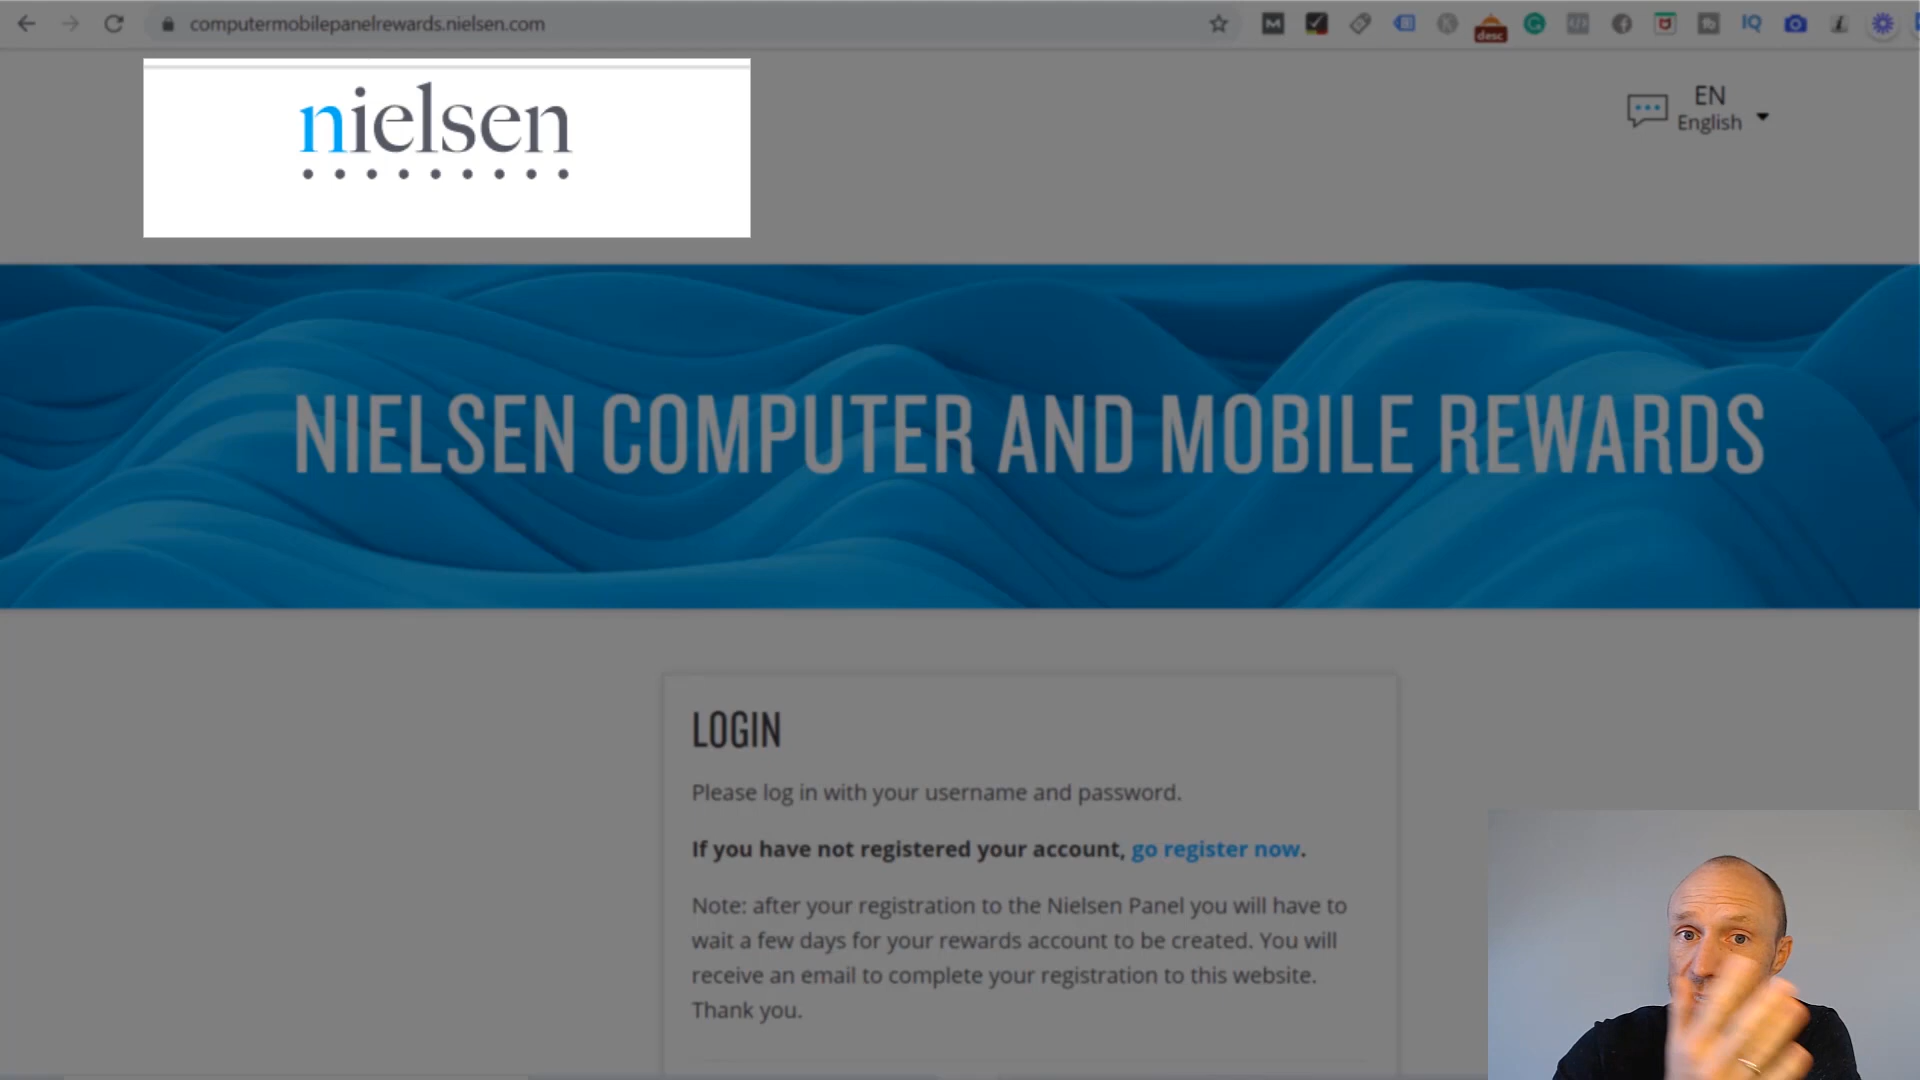 computermobilepanelrewards.nielsen.com
desc
IQ
nielsen
EN
English
NIELSEN COMPUTER AND MOBILE REWARDS
LOGIN
Please log in with your username and password.
If you have not registered your account, go register now.
Note: after your registration to the Nielsen Panel you will have to
wait a few days for your rewards account to be created. You will
receive an email to complete your registration to this website.
Thank you.